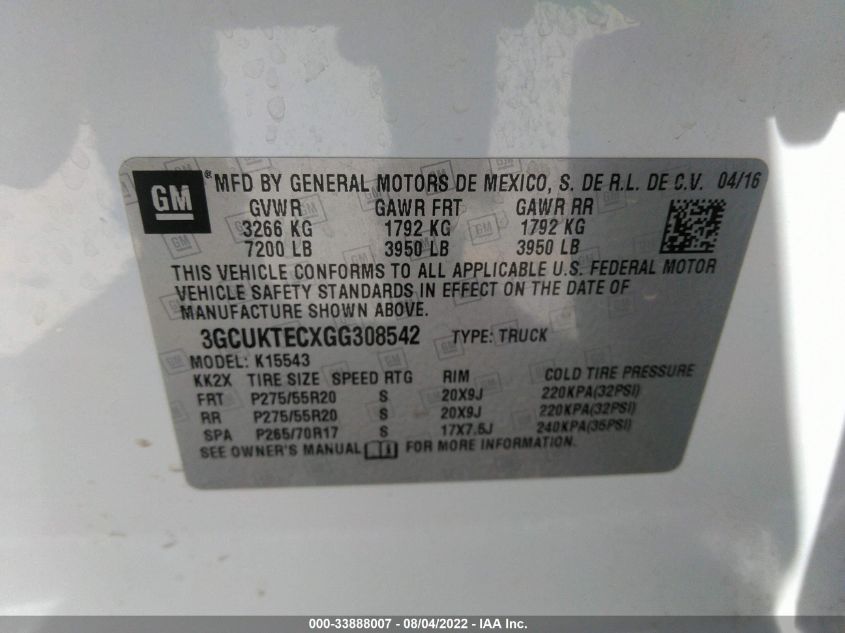 GM ® MFD BY GENERAL MOTORS DE MEXICO, S. DE R.L. DE C.V. 04/16
GVWR GAWR FRT GAWR RR
3266 KG 1792 KG 1792 KG
7200 LB 3950 LB 3950 LB
THIS VEHICLE CONFORMS TO ALL APPLICABLE U.S. FEDERAL MOTOR
VEHICLE SAFETY STANDARDS IN EFFECT ON THE DATE OF
MANUFACTURE SHOWN ABOVE.
3GCUKTECXGG308542 TYPE: TRUCK
MODEL: K15543
KK2X TIRE SIZE SPEED RTG RIM COLD TIRE PRESSURE
FRT P275/55R20 S 20X9J 220KPA(32PSI)
RR P275/55R20 S 20X9J 220KPA(32PSI)
SPA P265/70R17 S 17X7.5J 240KPA(35PSI)
SEE OWNER'S MANUAL FOR MORE INFORMATION.
000-33888007 - 08/04/2022 - IAA Inc.